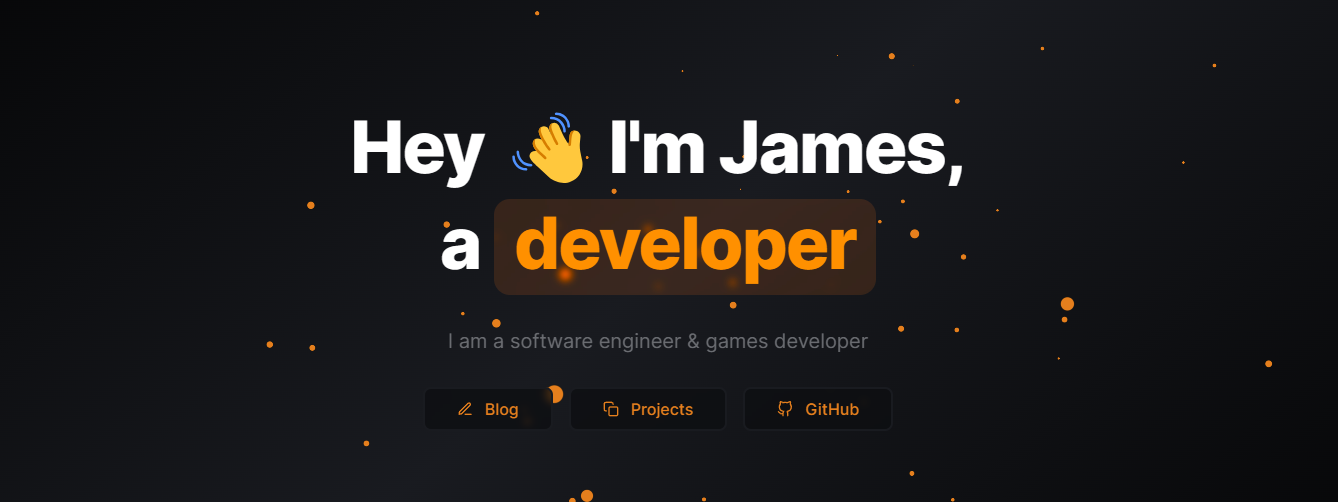 Hey 👋 I'm James,
a developer
I am a software engineer & games developer
Blog
Projects
GitHub